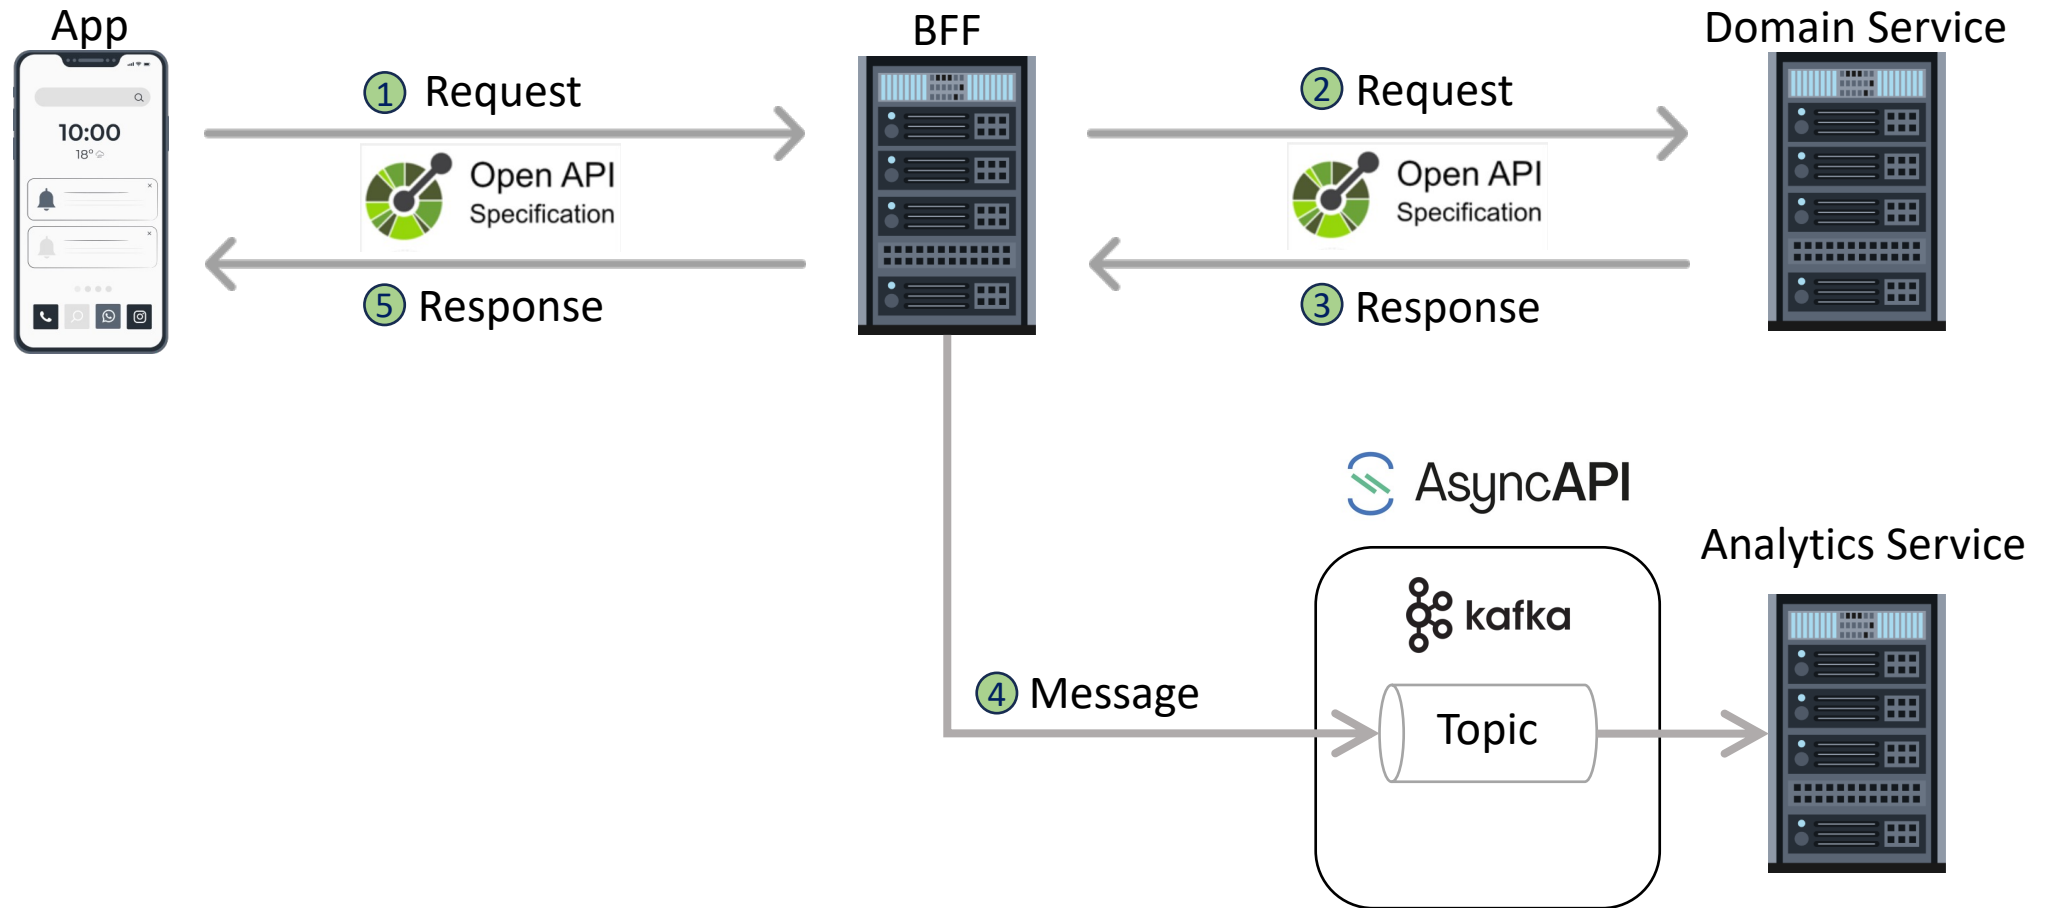 App
BFF
Domain Service
1 Request
2 Request
10:00
18°
Open API
Specification
Open API
Specification
5 Response
3 Response
AsyncAPI
Analytics Service
kafka
4 Message
Topic